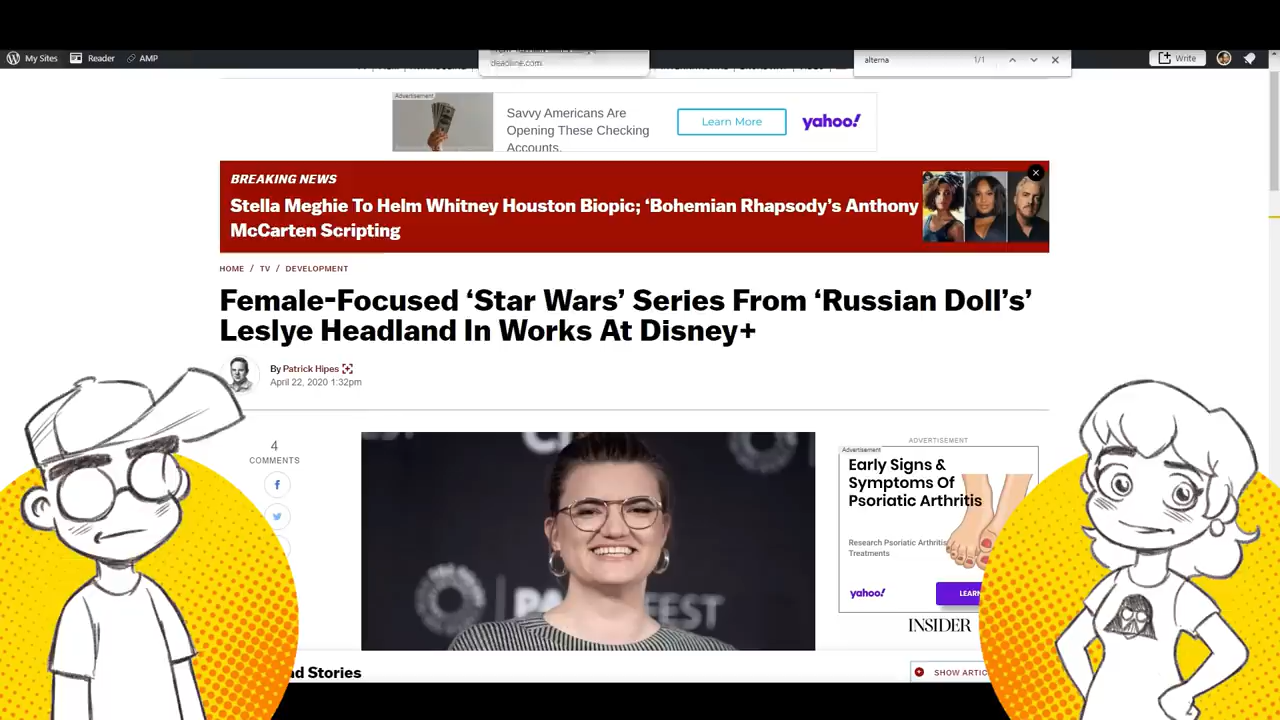 My Sites
Reader
AMP
deadline.com
alterna
1/1
Write
Advertisement
Savvy Americans Are
Opening These Checking
Accounts.
Learn More
yahoo!
BREAKING NEWS
Stella Meghie To Helm Whitney Houston Biopic; ‘Bohemian Rhapsody’s Anthony
McCarten Scripting
HOME / TV / DEVELOPMENT
Female-Focused ‘Star Wars’ Series From ‘Russian Doll’s’
Leslye Headland In Works At Disney+
By Patrick Hipes
April 22, 2020 1:32pm
4
COMMENTS
ADVERTISEMENT
Advertisement
Early Signs &
Symptoms Of
Psoriatic Arthritis
Research Psoriatic Arthritis
Treatments
yahoo!
LEARN
INSIDER
Stories
SHOW ARTIC